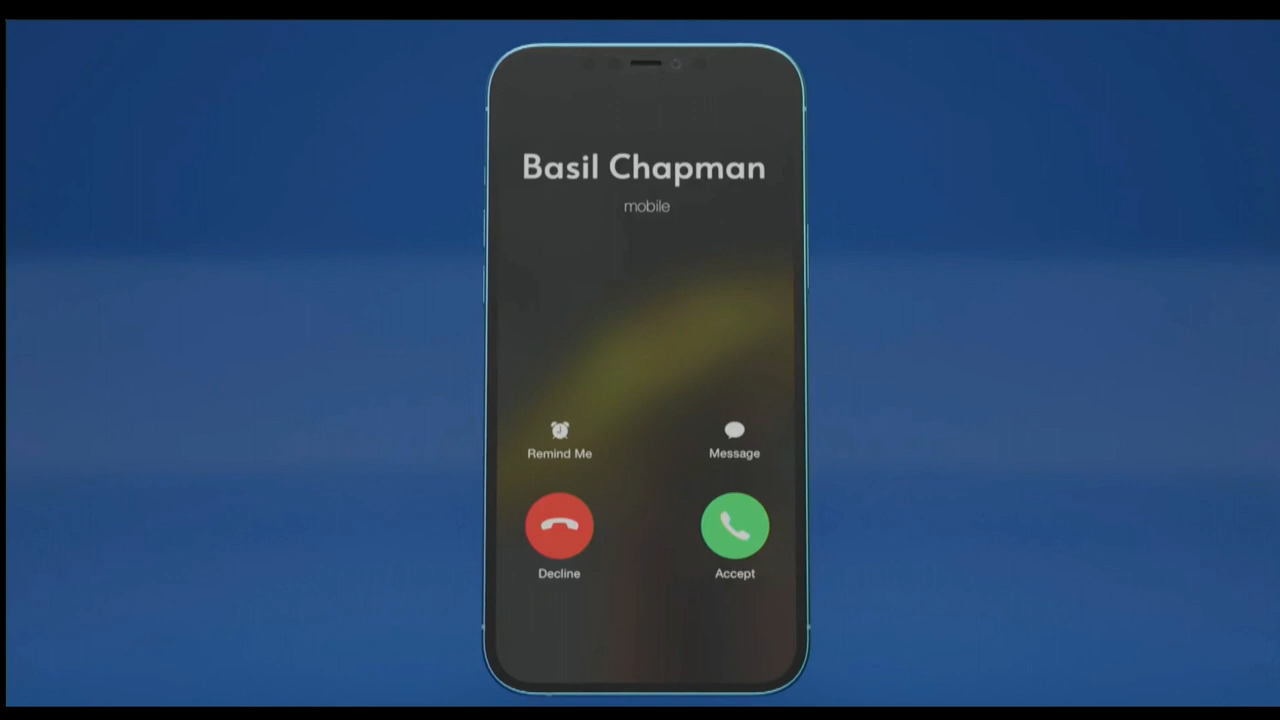 Basil Chapman
mobile
Remind Me
Message
Decline
Accept